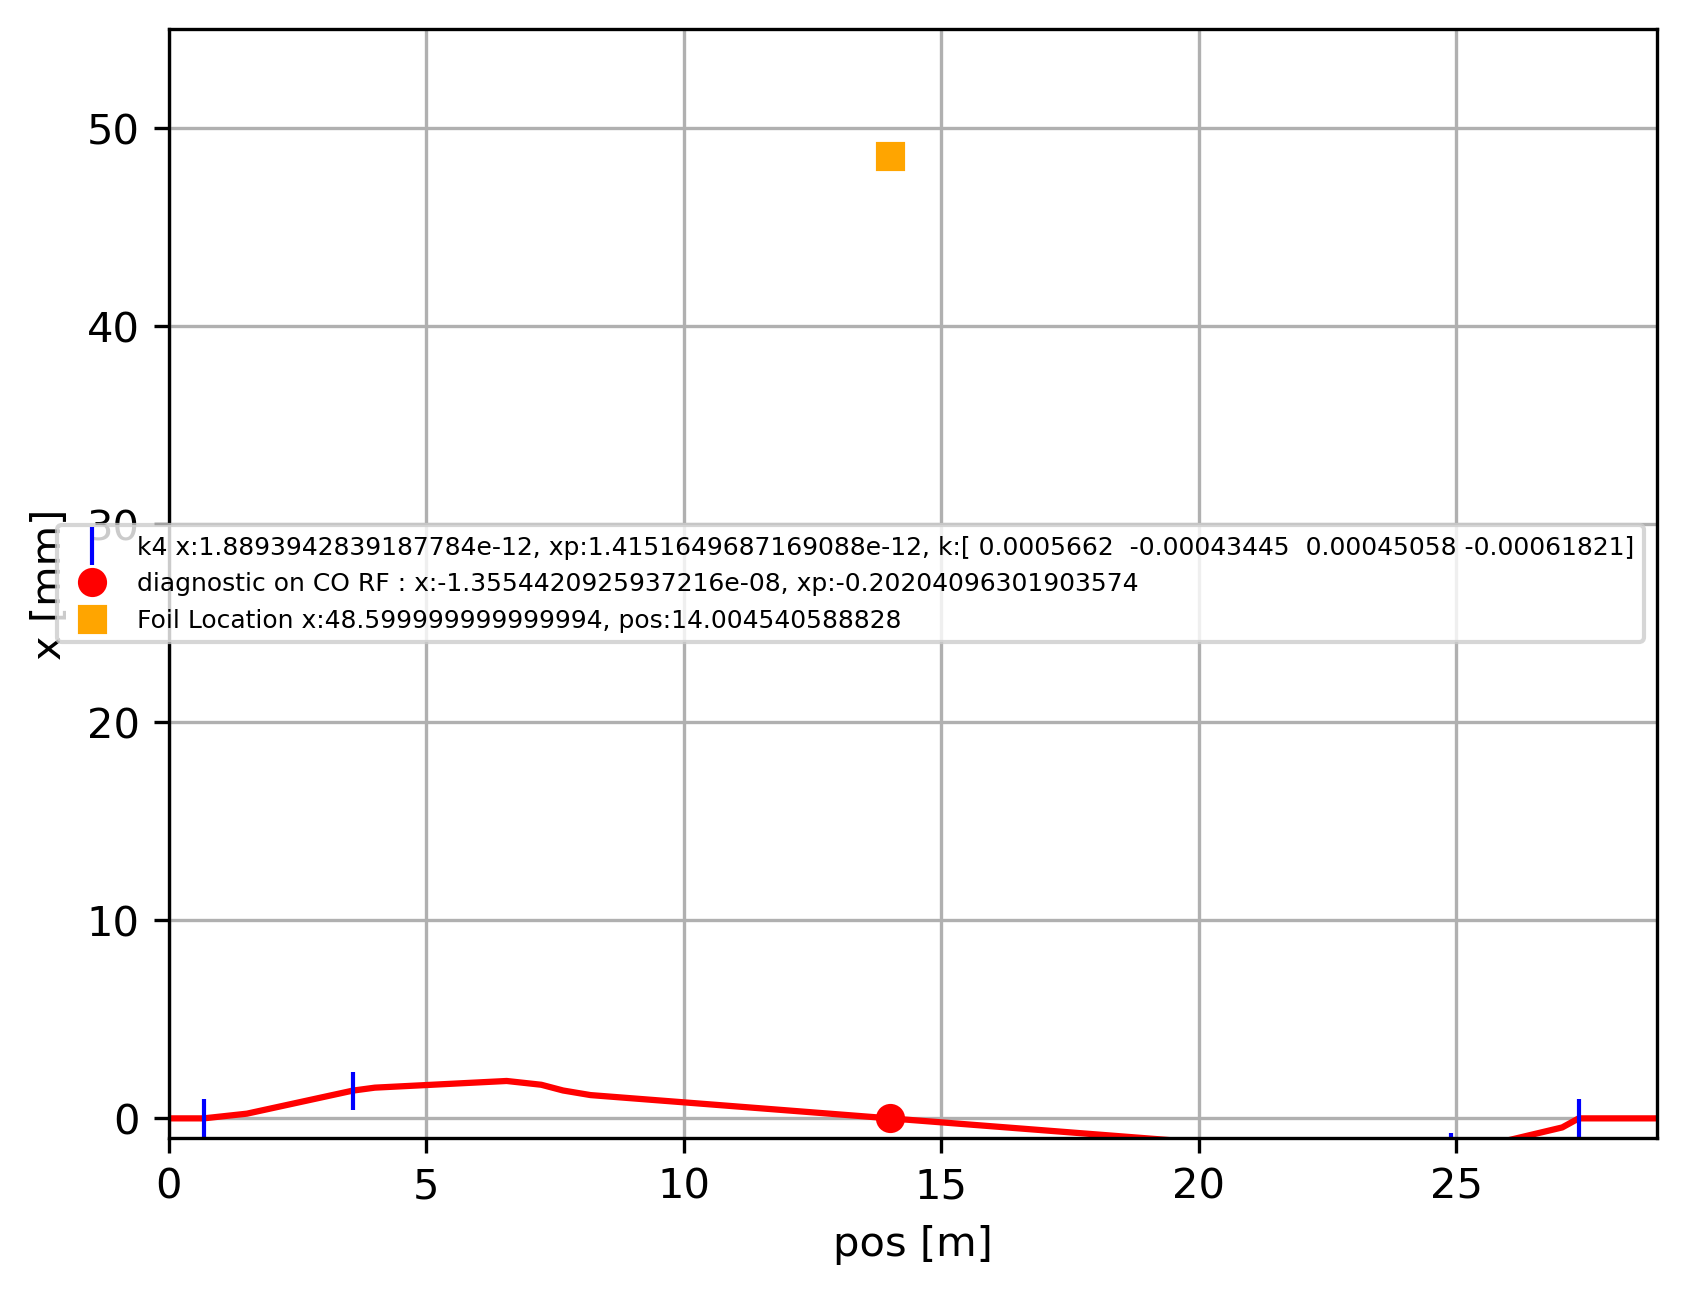 50
40
30
k4 x:1.8893942839187784e-12, xp:1.4151649687169088e-12, k:[ 0.0005662  -0.00043445  0.00045058 -0.00061821]
diagnostic on CO RF : x:-1.3554420925937216e-08, xp:-0.20204096301903574
Foil Location x:48.599999999999994, pos:14.004540588828
x [mm]
20
10
0
0 5 10 15 20 25
pos [m]